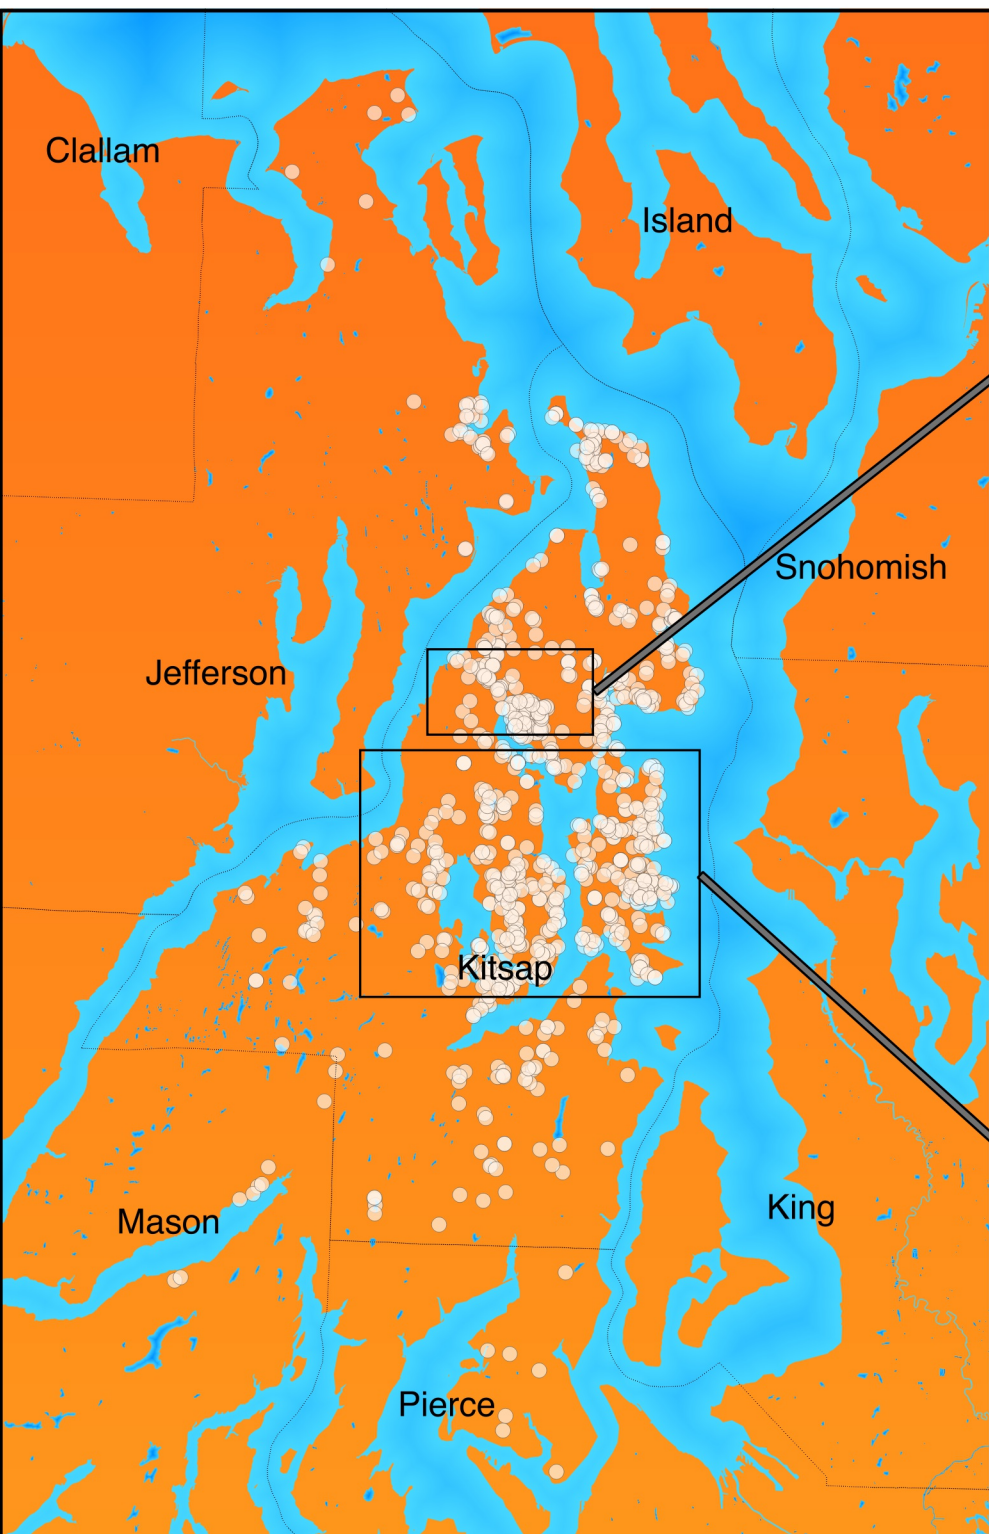 Clallam
Island
Snohomish
Jefferson
Kitsap
King
Mason
Pierce